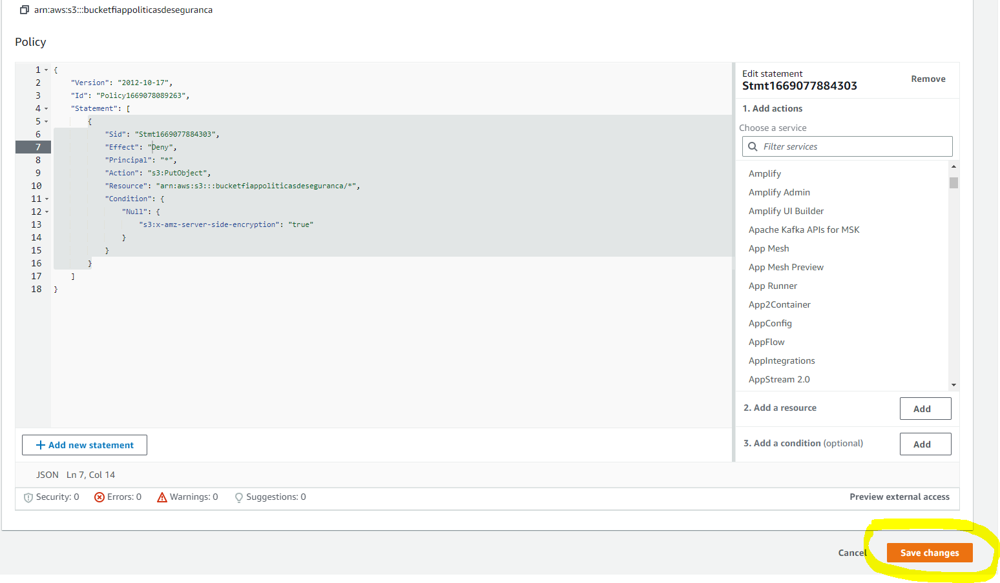 arn:aws:s3:::bucketfiappoliticasdeseguranca
Policy
1 {
2 "Version": "2012-10-17",
3 "Id": "Policy1669078089263",
4 "Statement": [
5 {
6 "Sid": "Stmt1669077884303",
7 "Effect": "Deny",
8 "Principal": "*",
9 "Action": "s3:PutObject",
10 "Resource": "arn:aws:s3:::bucketfiappoliticasdeseguranca/*",
11 "Condition": {
12 "Null": {
13 "s3:x-amz-server-side-encryption": "true"
14 }
15 }
16 }
17 ]
18 }
+ Add new statement
JSON Ln 7, Col 14
Security: 0 Errors: 0 Warnings: 0 Suggestions: 0
Edit statement
Stmt1669077884303
Remove
1. Add actions
Choose a service
Filter services
Amplify
Amplify Admin
Amplify UI Builder
Apache Kafka APIs for MSK
App Mesh
App Mesh Preview
App Runner
App2Container
AppConfig
AppFlow
AppIntegrations
AppStream 2.0
2. Add a resource Add
3. Add a condition (optional) Add
Preview external access
Cancel Save changes